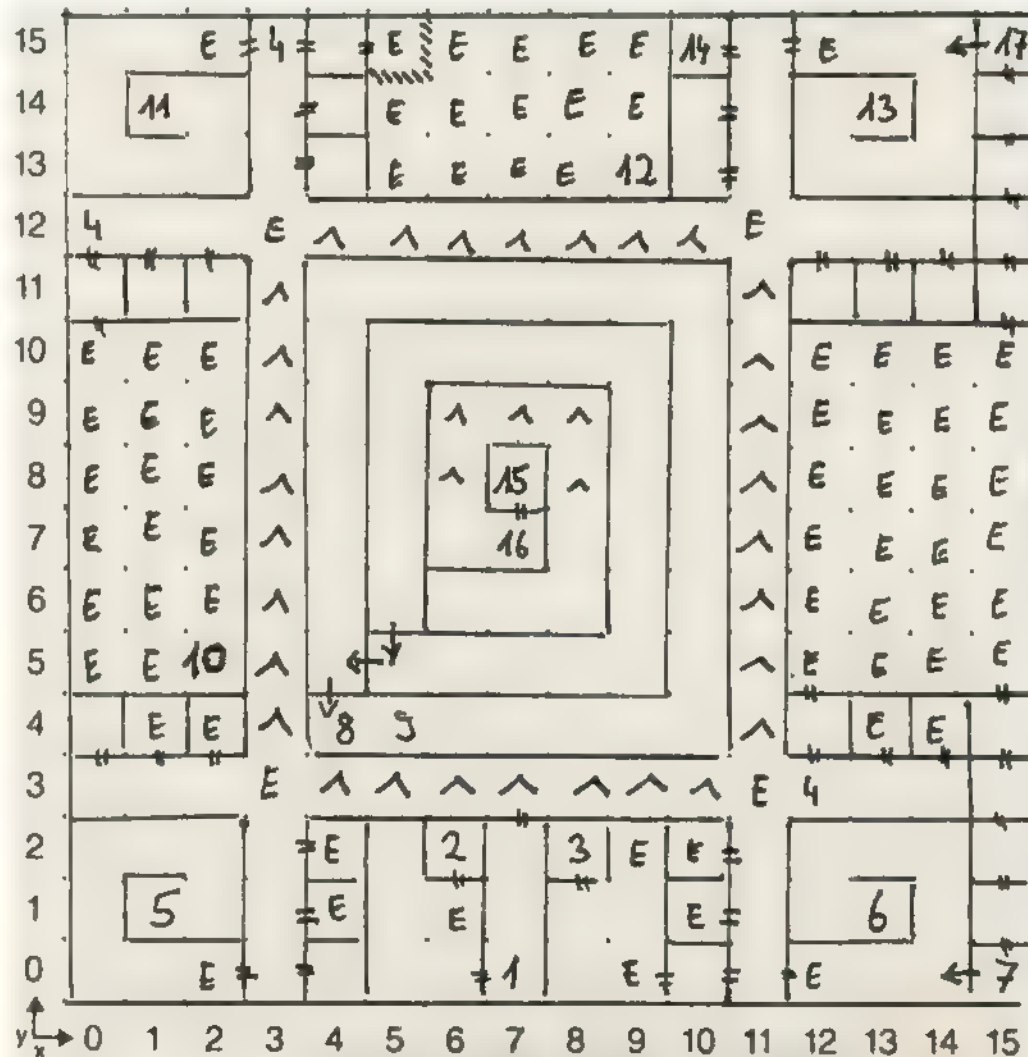 15 E 4 E E E E E 14 E 17
14 11 E E E E E 13
13 E E E E 12
12 4 E E
11
10 E E E E E E E
9 E E E E E E E
8 E E E 15 E E E E
7 E E E 16 E E E E
6 E E E E E E E
5 E E 10 E E E E
4 E E 8 9 E E
3 E E 4
2 E 2 3 E E
1 5 E E E 6
0 E 1 E E 7
y x 0 1 2 3 4 5 6 7 8 9 10 11 12 13 14 15